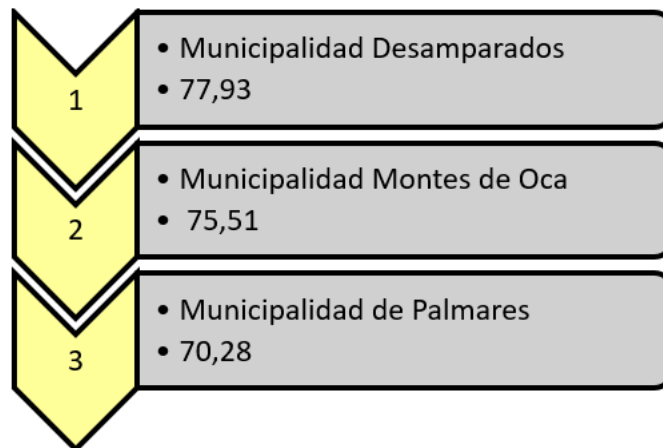 1
• Municipalidad Desamparados
• 77,93
2
• Municipalidad Montes de Oca
• 75,51
3
• Municipalidad de Palmares
• 70,28